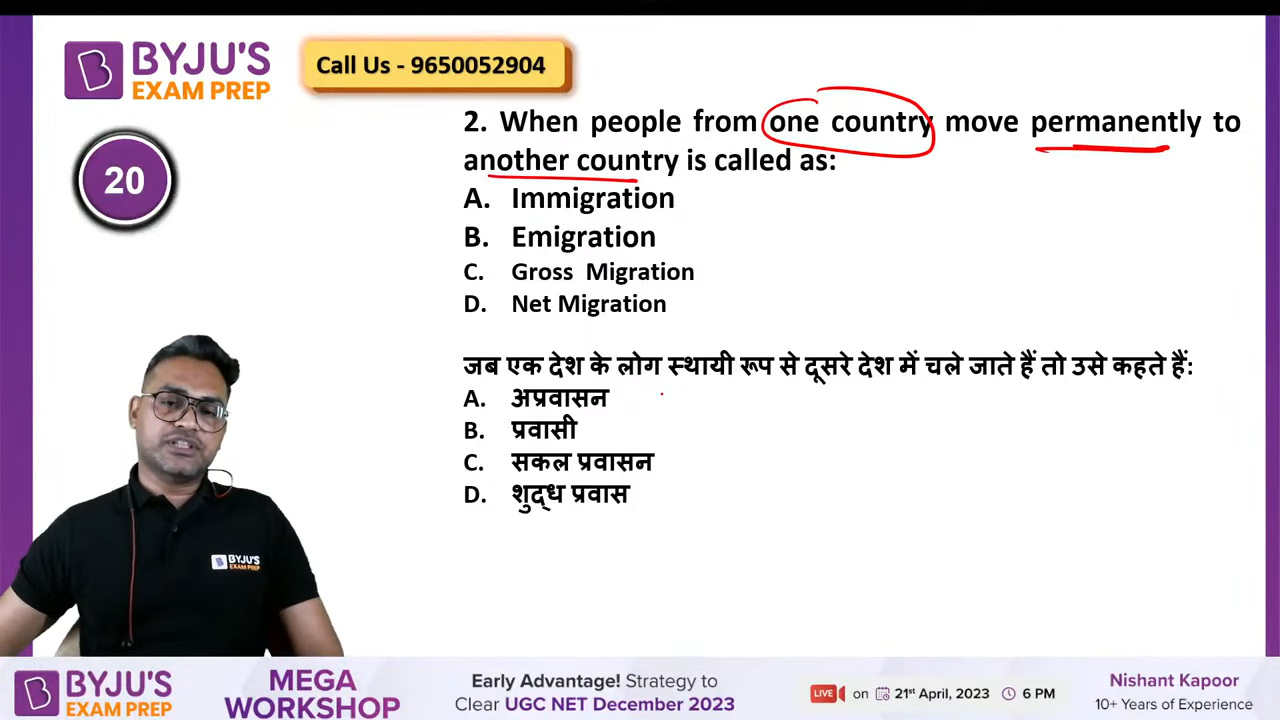 BYJU'S
EXAM PREP
Call Us - 9650052904
20
2. When people from one country move permanently to
another country is called as:
A. Immigration
B. Emigration
C. Gross Migration
D. Net Migration
जब एक देश के लोग स्थायी रूप से दूसरे देश में चले जाते हैं तो उसे कहते हैं:
A. अप्रवासन
B. प्रवासी
C. सकल प्रवासन
D. शुद्ध प्रवास
BYJU'S
EXAM PREP
BYJU'S
EXAM PREP
MEGA
WORKSHOP
Early Advantage! Strategy to
Clear UGC NET December 2023
LIVE on 21st April, 2023 6 PM
Nishant Kapoor
10+ Years of Experience